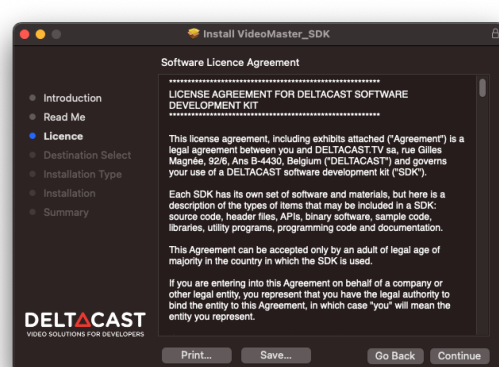 Install VideoMaster_SDK
Software Licence Agreement
Introduction
Read Me
Licence
Destination Select
Installation Type
Installation
Summary
**********************************************************
LICENSE AGREEMENT FOR DELTACAST SOFTWARE
DEVELOPMENT KIT
**********************************************************
This license agreement, including exhibits attached ("Agreement") is a
legal agreement between you and DELTACAST.TV sa, rue Gilles
Magnée, 92/6, Ans B-4430, Belgium ("DELTACAST") and governs
your use of a DELTACAST software development kit ("SDK").
Each SDK has its own set of software and materials, but here is a
description of the types of items that may be included in a SDK:
source code, header files, APIs, binary software, sample code,
libraries, utility programs, programming code and documentation.
This Agreement can be accepted only by an adult of legal age of
majority in the country in which the SDK is used.
If you are entering into this Agreement on behalf of a company or
other legal entity, you represent that you have the legal authority to
bind the entity to this Agreement, in which case "you" will mean the
entity you represent.
DELTACAST
VIDEO SOLUTIONS FOR DEVELOPERS
Print...
Save...
Go Back
Continue